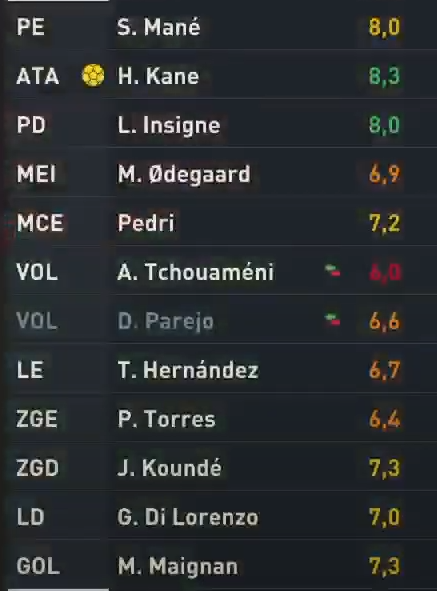 PE S. Mané 8,0
ATA H. Kane 8,3
PD L. Insigne 8,0
MEI M. Ødegaard 6,9
MCE Pedri 7,2
VOL A. Tchouaméni 6,0
VOL D. Parejo 6,6
LE T. Hernández 6,7
ZGE P. Torres 6,4
ZGD J. Koundé 7,3
LD G. Di Lorenzo 7,0
GOL M. Maignan 7,3